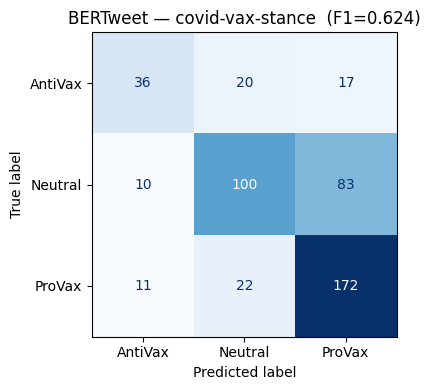 BERTweet — covid-vax-stance  (F1=0.624)
AntiVax 36 20 17
Neutral 10 100 83
ProVax 11 22 172
AntiVax Neutral ProVax
Predicted label
True label